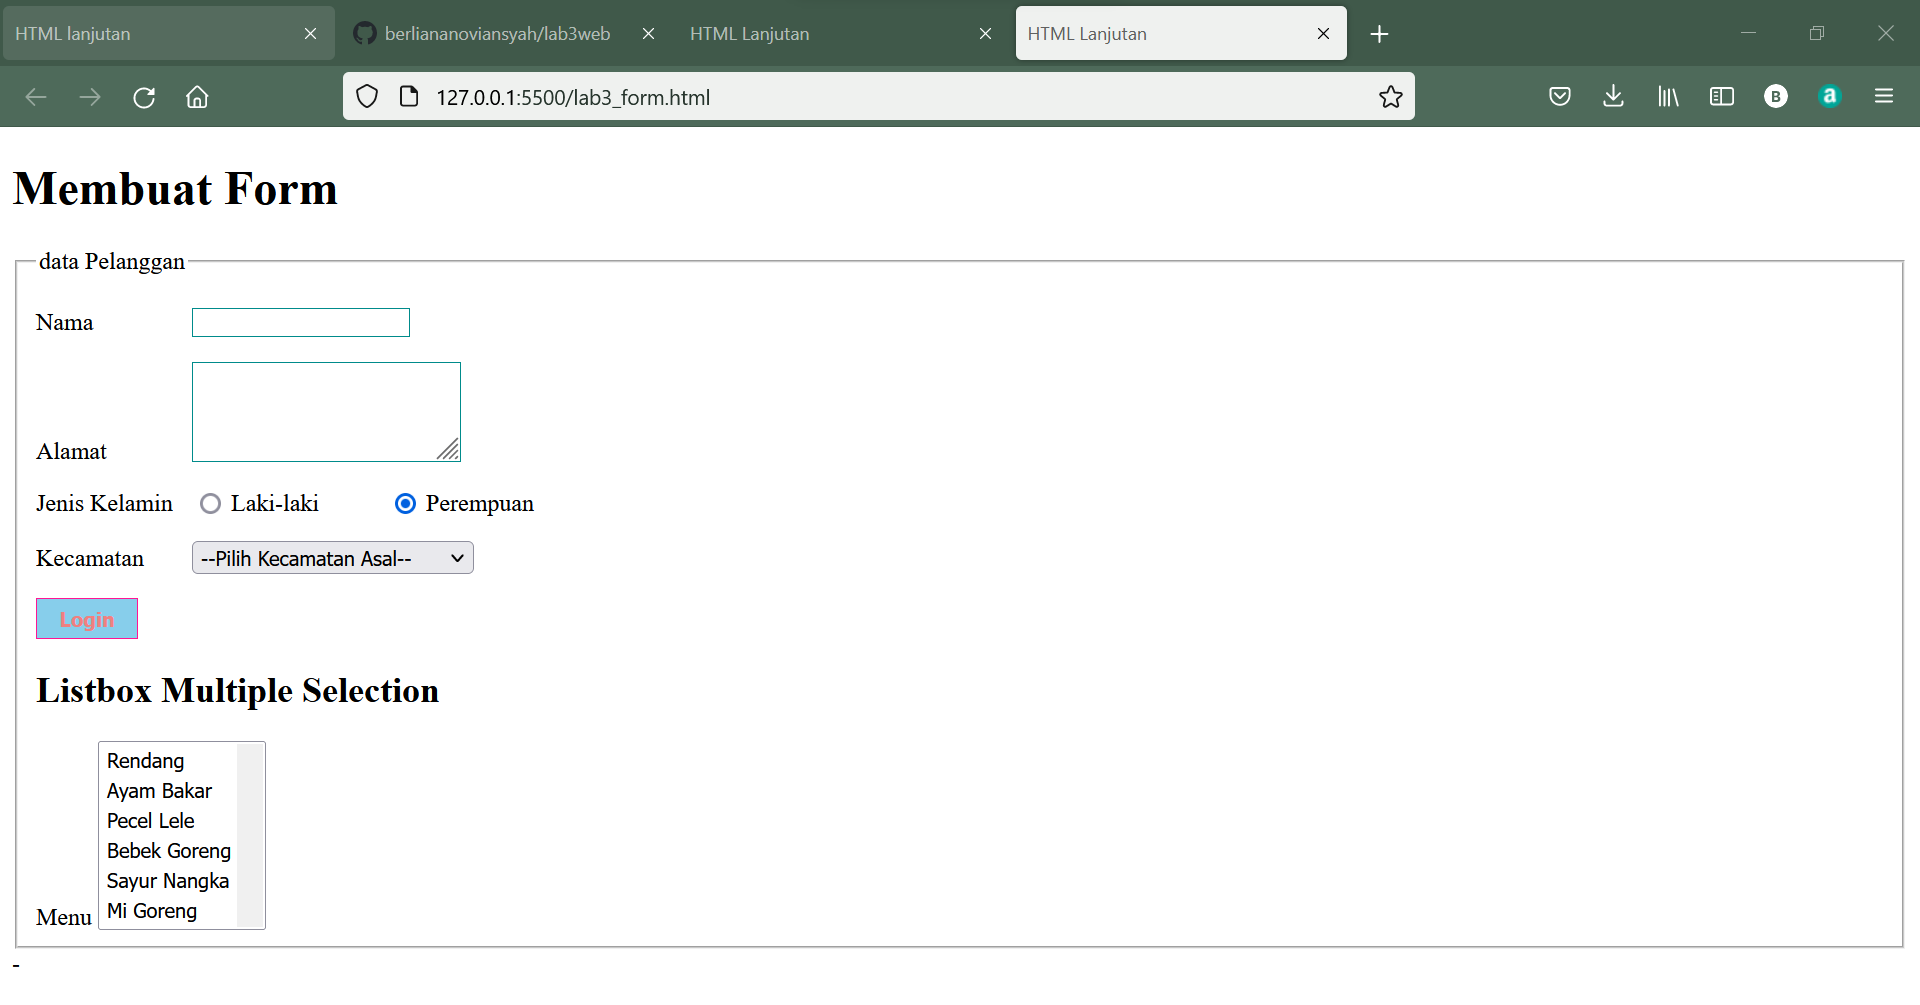 HTML lanjutan berliananoviansyah/lab3web HTML Lanjutan HTML Lanjutan
127.0.0.1:5500/lab3_form.html B a
Membuat Form
data Pelanggan
Nama
Alamat
Jenis Kelamin Laki-laki Perempuan
Kecamatan --Pilih Kecamatan Asal--
Login
Listbox Multiple Selection
Rendang
Ayam Bakar
Pecel Lele
Bebek Goreng
Sayur Nangka
Menu Mi Goreng
-